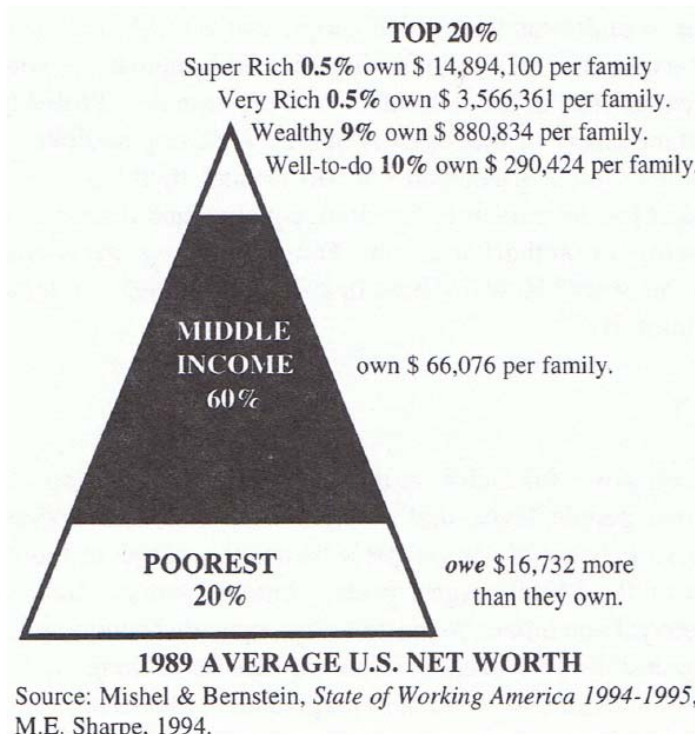 TOP 20%
Super Rich 0.5% own $ 14,894,100 per family
Very Rich 0.5% own $ 3,566,361 per family.
Wealthy 9% own $ 880,834 per family.
Well-to-do 10% own $ 290,424 per family.
MIDDLE
INCOME
60%
own $ 66,076 per family.
POOREST
20%
owe $16,732 more
than they own.
1989 AVERAGE U.S. NET WORTH
Source: Mishel & Bernstein, State of Working America 1994-1995,
M.E. Sharpe, 1994.